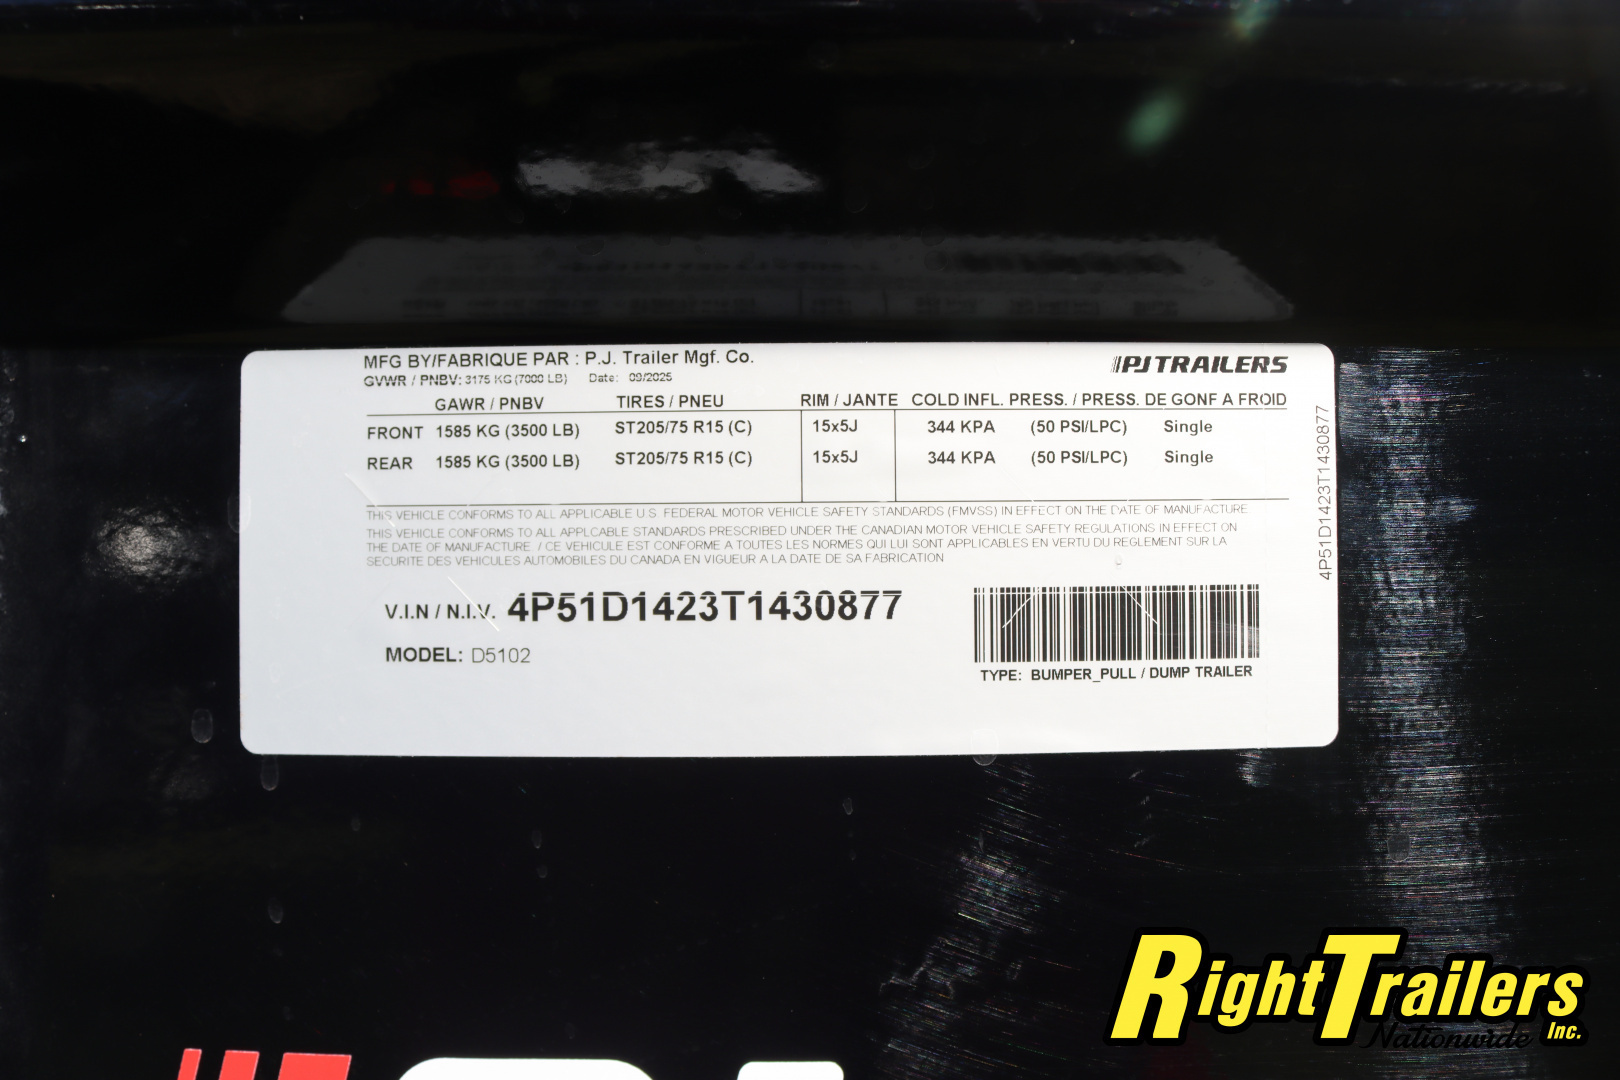 MFG BY/FABRIQUE PAR : P.J. Trailer Mgf. Co.
PJ TRAILERS
GVWR / PNBV: 3175 KG (7000 LB) Date: 09/2025
GAWR / PNBV TIRES / PNEU RIM / JANTE COLD INFL. PRESS. / PRESS. DE GONF A FROID
FRONT 1585 KG (3500 LB) ST205/75 R15 (C) 15x5J 344 KPA (50 PSI/LPC) Single
REAR 1585 KG (3500 LB) ST205/75 R15 (C) 15x5J 344 KPA (50 PSI/LPC) Single
THIS VEHICLE CONFORMS TO ALL APPLICABLE U.S. FEDERAL MOTOR VEHICLE SAFETY STANDARDS (FMVSS) IN EFFECT ON THE DATE OF MANUFACTURE
THIS VEHICLE CONFORMS TO ALL APPLCABLE STANDARDS PRESCRIBED UNDER THE CANADIAN MOTOR VEHICLE SAFETY REGULATIONS IN EFFECT ON
THE DATE OF MANUFACTURE / CE VEHICULE EST CONFORME A TOUTES LES NORMES QUI LUI SONT APPLICABLES EN VERTU DU REGLEMENT SUR LA
SECURITE DES VEHICULES AUTOMOBILES DU CANADA EN VIGUEUR A LA DATE DE SA FABRICATION
V.I.N / N.I.V. 4P51D1423T1430877
MODEL: D5102
TYPE: BUMPER_PULL / DUMP TRAILER
4P51D1423T1430877
RightTrailers
Nationwide Inc.